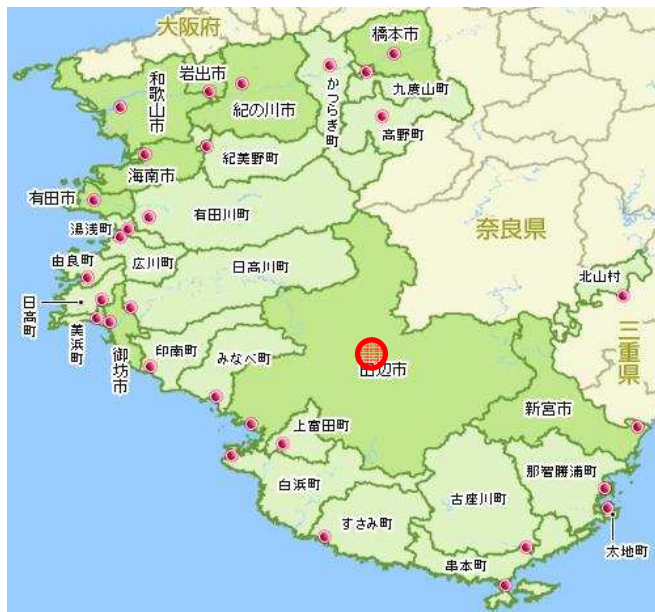 大阪府
橋本市
和歌山市
岩出市
紀の川市
かつらぎ町
九度山町
高野町
紀美野町
海南市
有田市
有田川町
湯浅町
奈良県
由良町
広川町
日高川町
北山村
日高町
美浜町
御坊市
印南町
みなべ町
田辺市
三重県
新宮市
上富田町
那智勝浦町
白浜町
古座川町
すさみ町
太地町
串本町